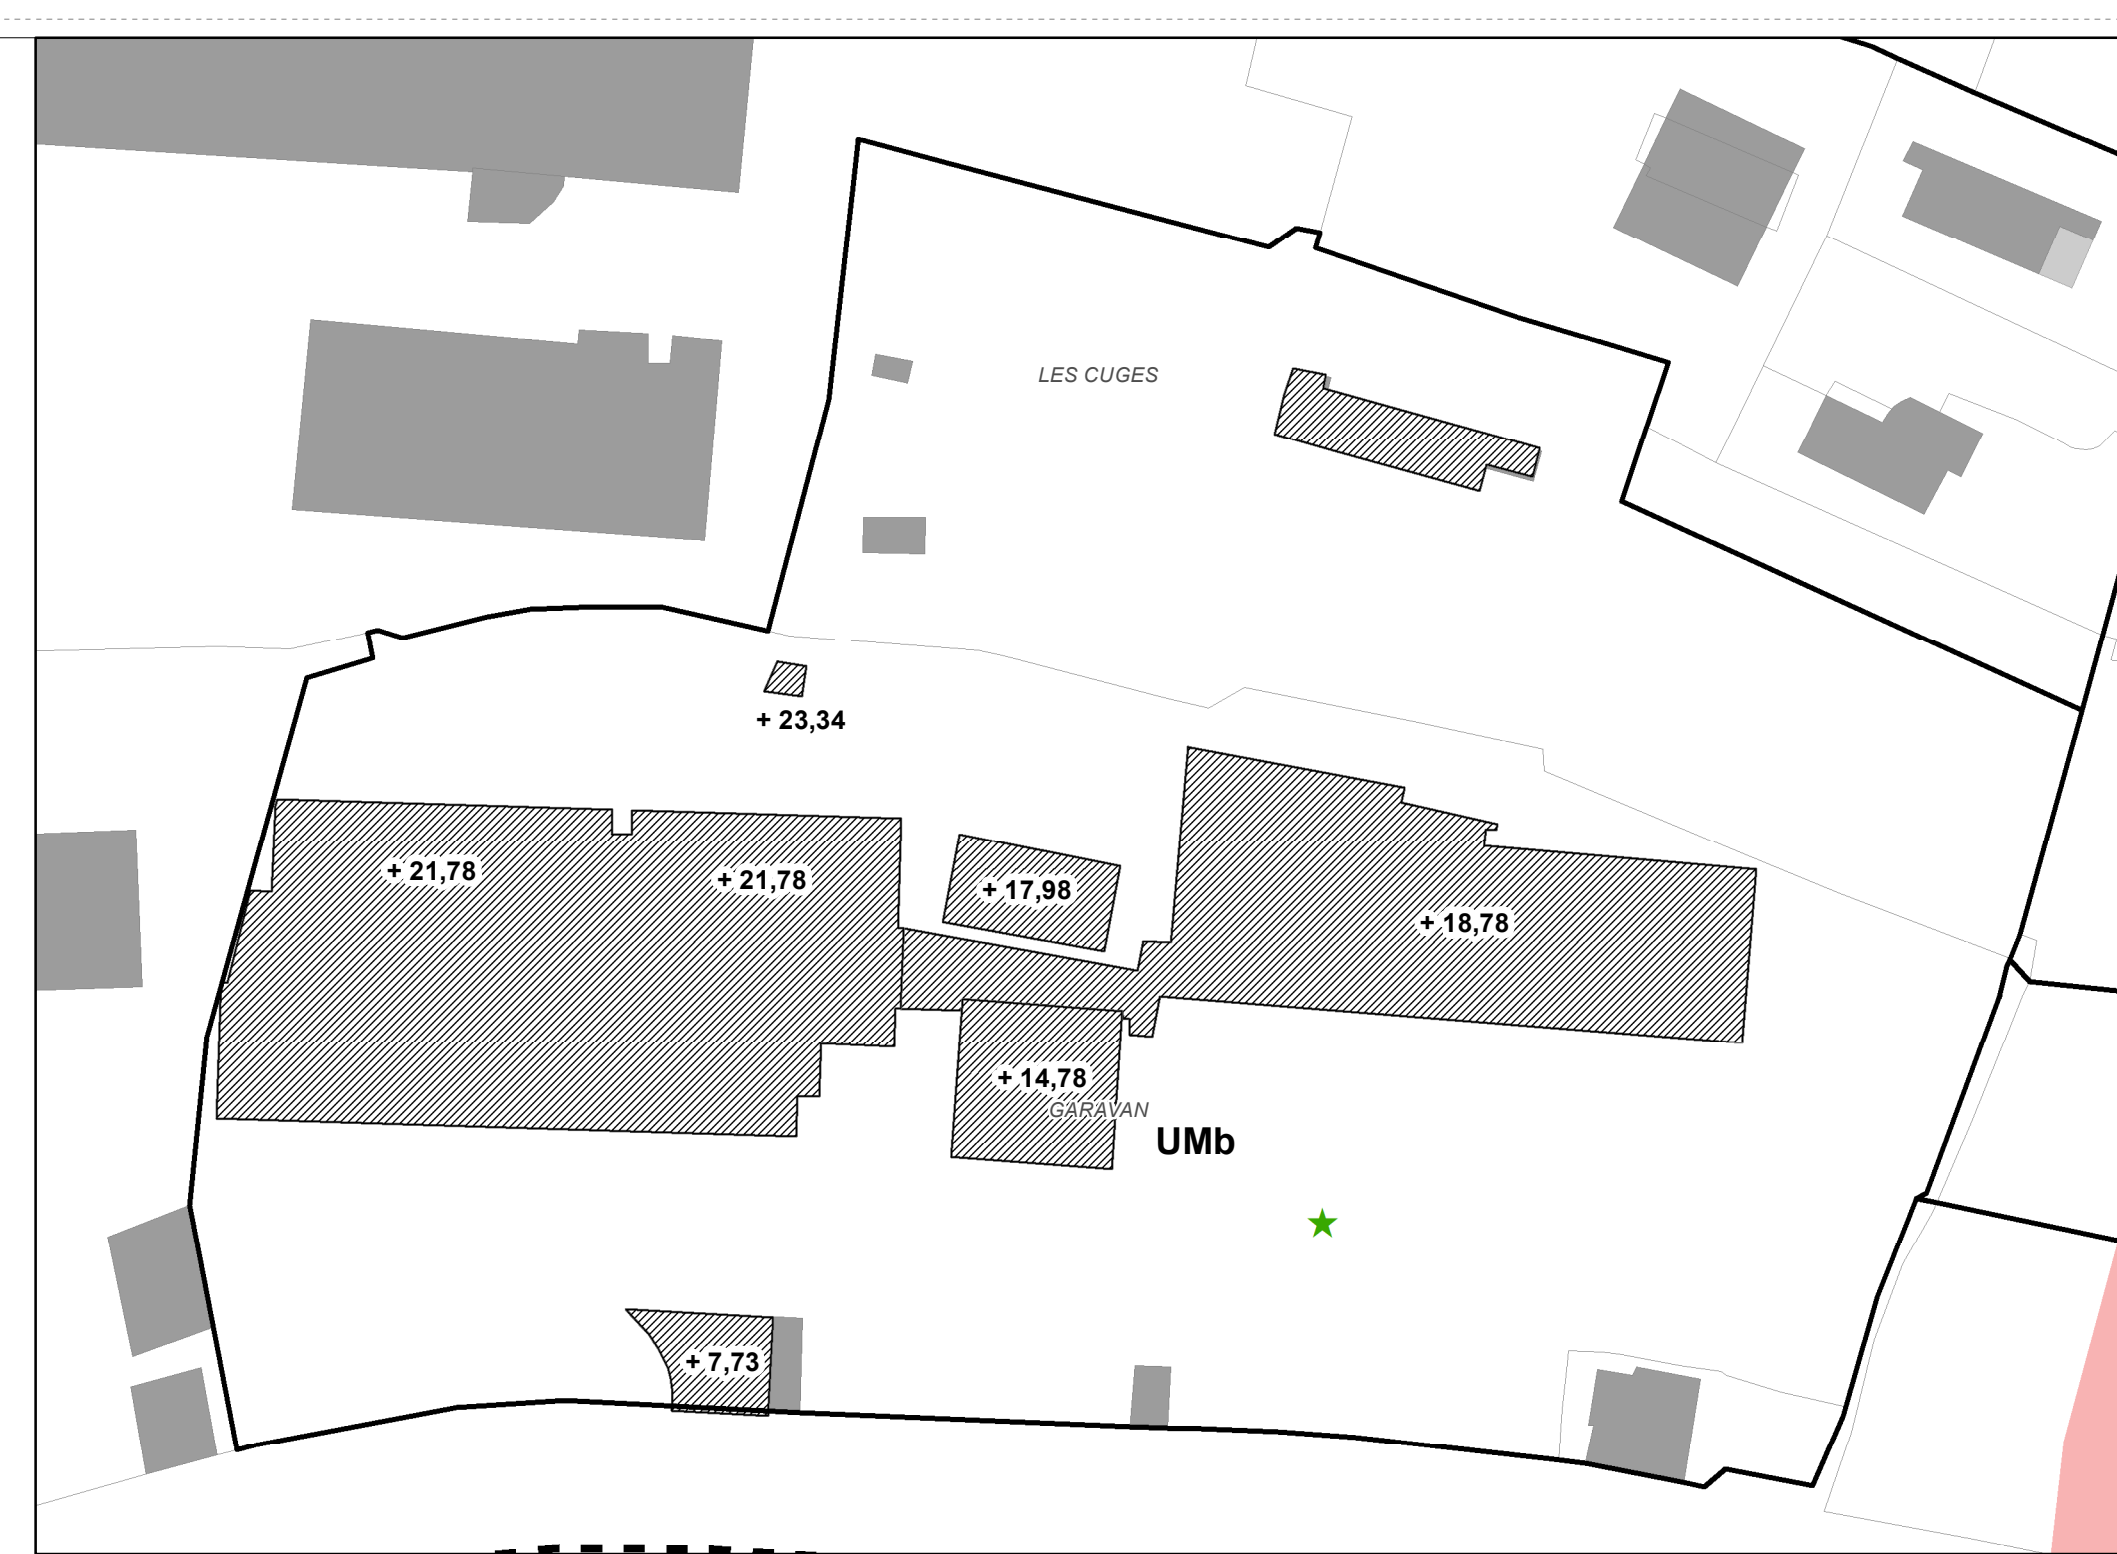 LES CUGES
+ 23,34
+ 21,78
+ 21,78
+ 17,98
+ 18,78
+ 14,78
GARAVAN
UMb
+ 7,73